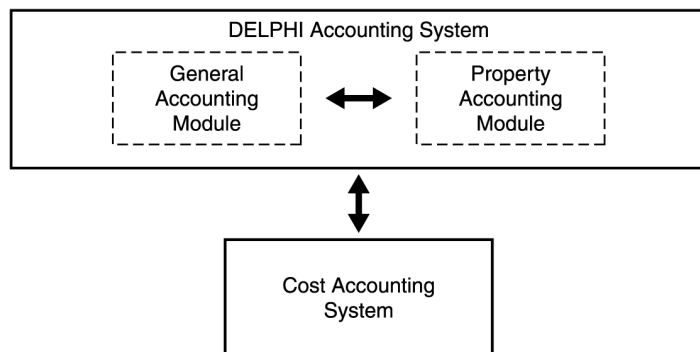 DELPHI Accounting System
General
Accounting
Module
Property
Accounting
Module
Cost Accounting
System